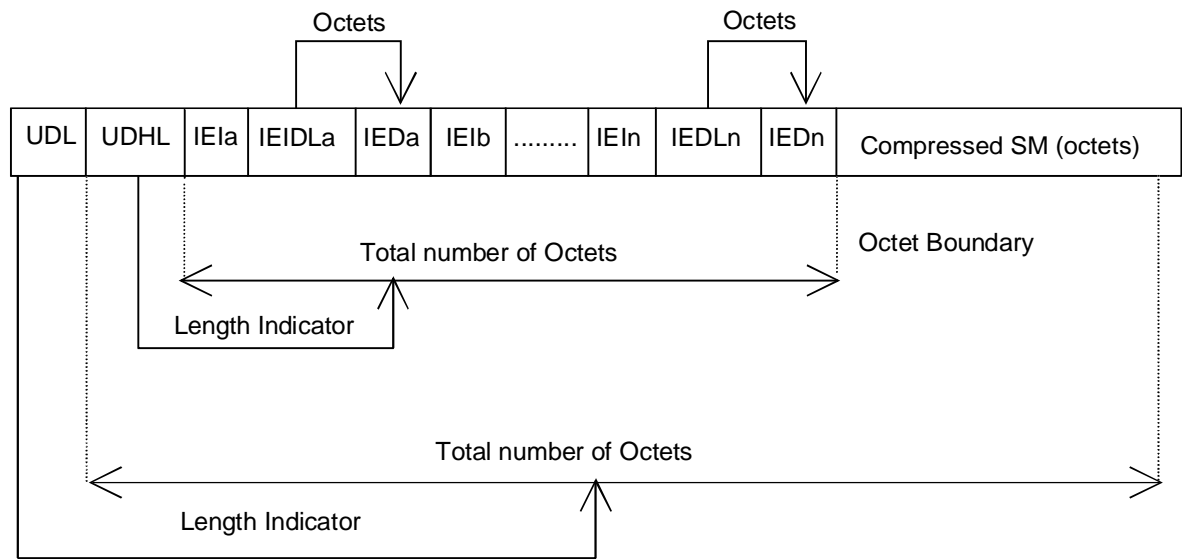 Octets
Octets
UDL UDHL IEIa IEIDLa IEDa IEIb ......... IEIn IEDLn IEDn Compressed SM (octets)
Total number of Octets
Octet Boundary
Length Indicator
Total number of Octets
Length Indicator